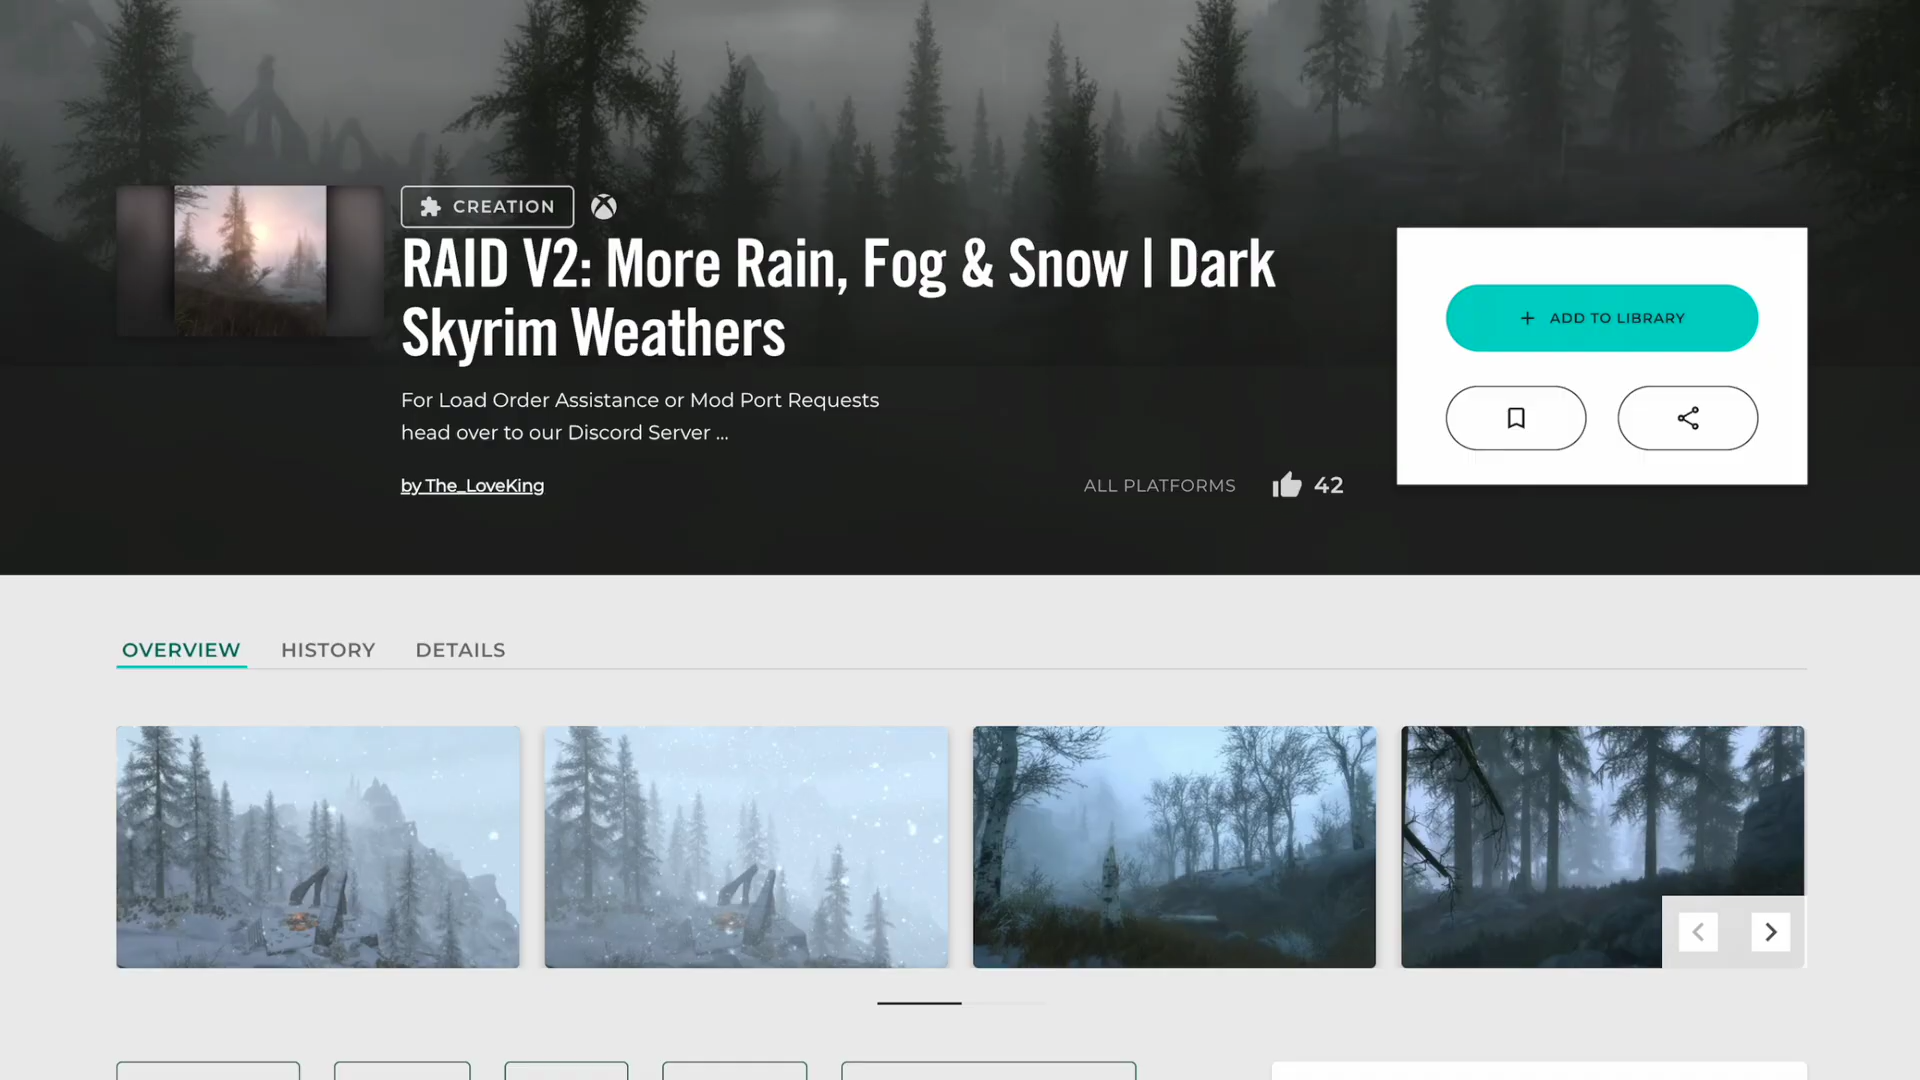 CREATION
RAID V2: More Rain, Fog & Snow | Dark
Skyrim Weathers
For Load Order Assistance or Mod Port Requests
head over to our Discord Server ...
by The_LoveKing
ALL PLATFORMS
42
+ ADD TO LIBRARY
OVERVIEW
HISTORY
DETAILS